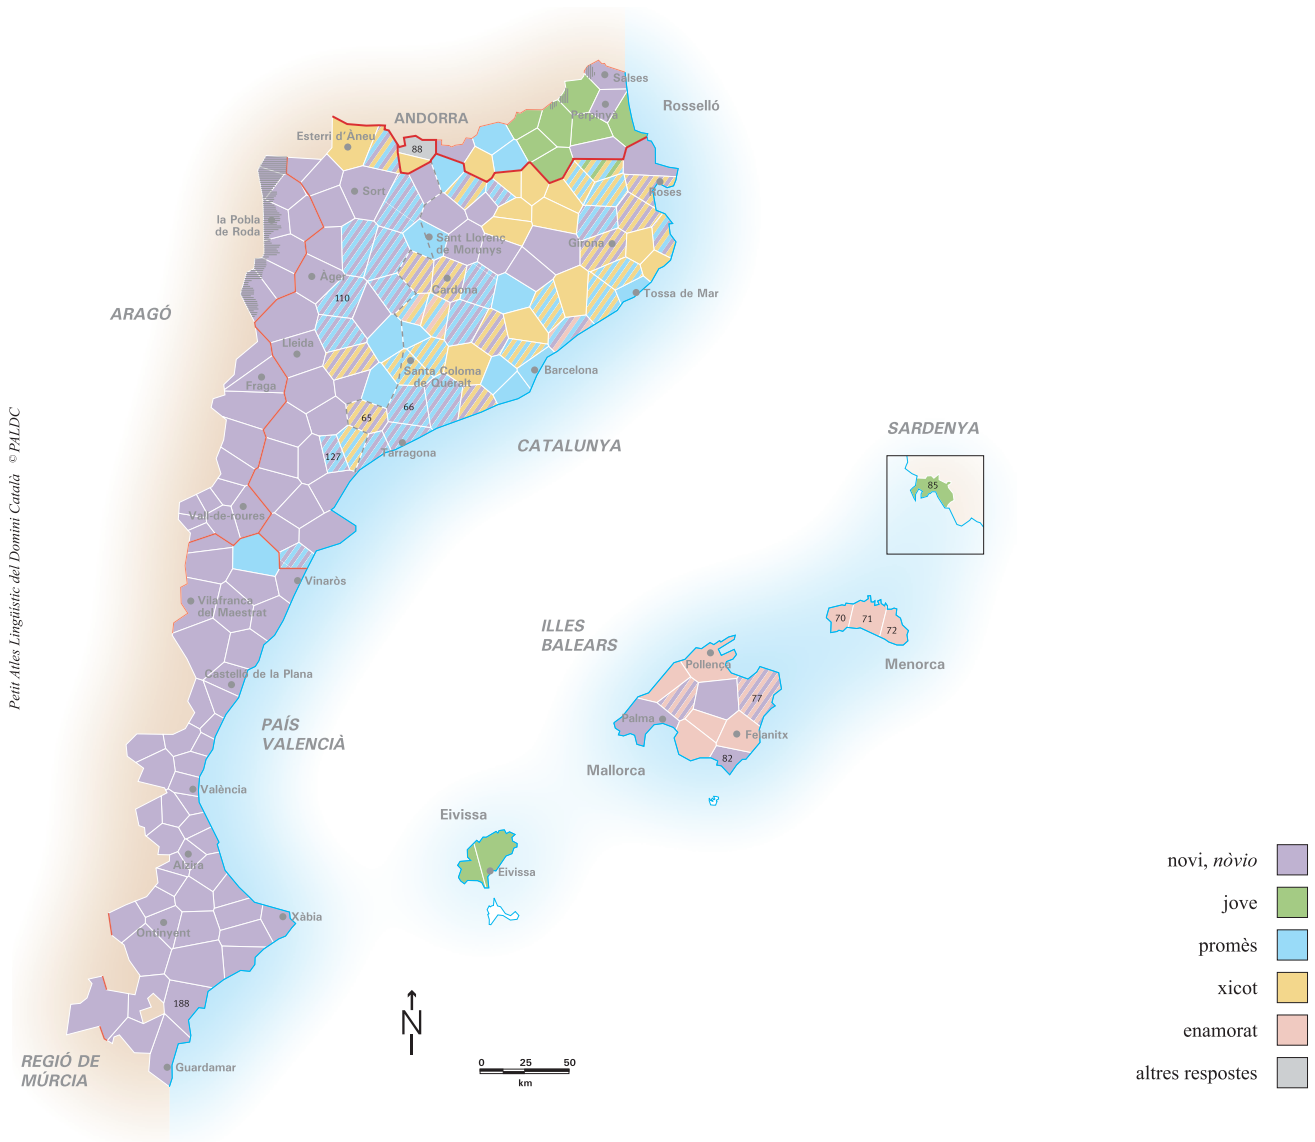 Salses
Rosselló
ANDORRA
Perpinyà
Esterri d'Àneu
88
Sort
Roses
la Pobla
de Roda
Sant Llorenç
de Morunys
Girona
Àger
Cardona
Tossa de Mar
110
ARAGÓ
Lleida
Santa Coloma
de Queralt
Barcelona
Fraga
66
65
Petit Atles Lingüístic del Domini Català © PALDC
SARDENYA
CATALUNYA
Tarragona
127
85
Vall-de-roures
Vinaròs
Vilafranca
del Maestrat
70
71
72
ILLES
BALEARS
Menorca
Pollença
Castelló de la Plana
77
Palma
PAÍS
VALENCIÀ
Felanitx
82
Mallorca
València
Eivissa
Eivissa
Alzira
Xàbia
Ontinyent
188
N
REGIÓ DE
MÚRCIA
Guardamar
0 25 50
km
novi, nòvio
jove
promès
xicot
enamorat
altres respostes